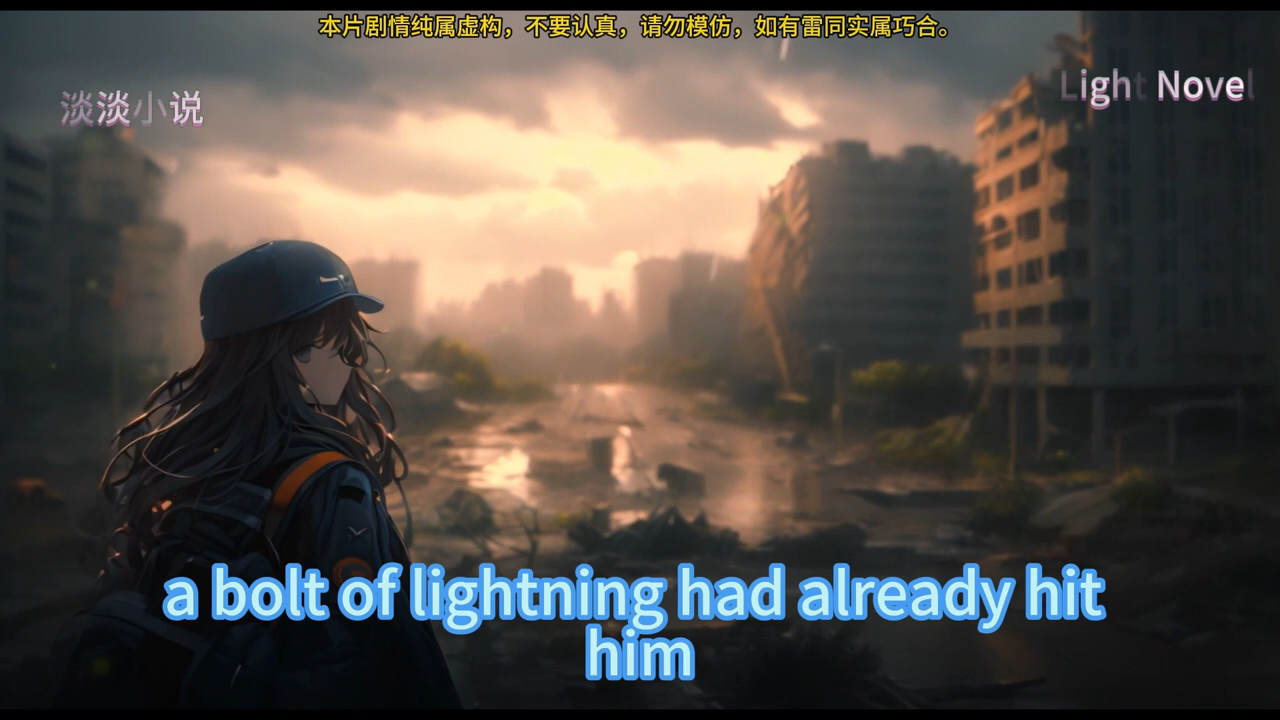 本片剧情纯属虚构，不要认真，请勿模仿，如有雷同实属巧合。
Light Novel
淡淡小说
a bolt of lightning had already hit
him